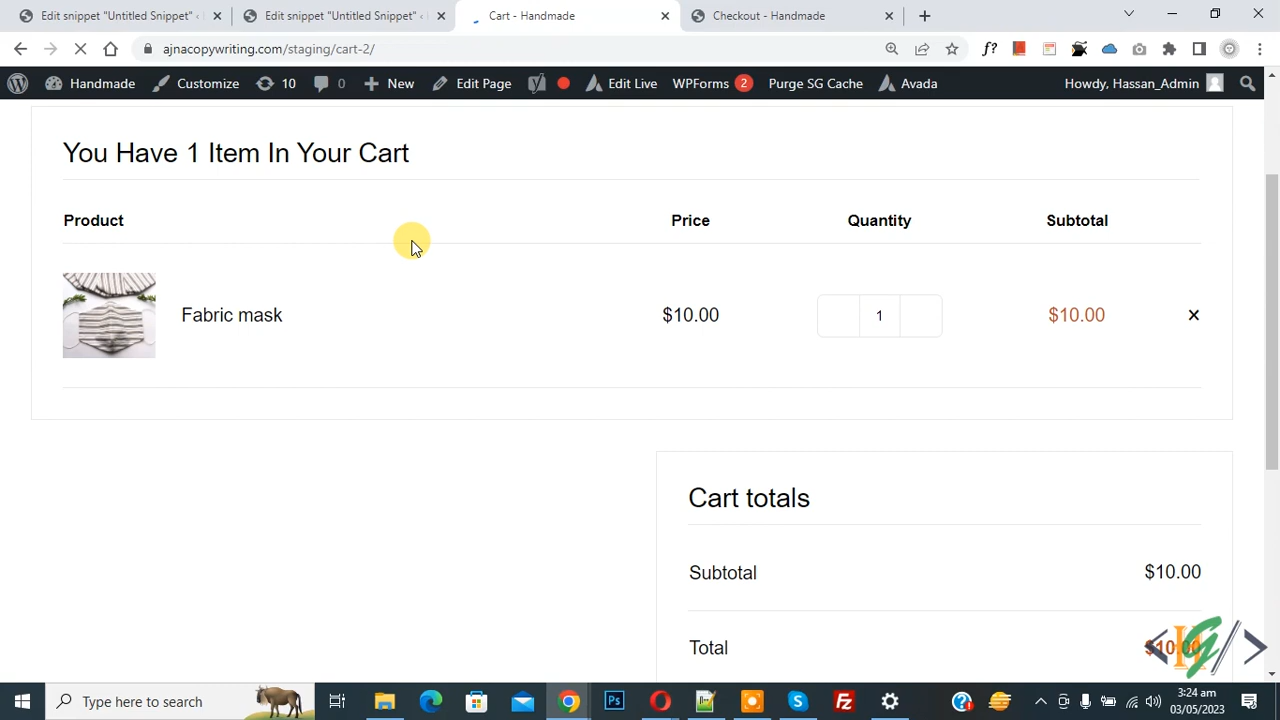 Edit snippet "Untitled Snippet" ‹
Edit snippet "Untitled Snippet" ‹
Cart - Handmade
Checkout - Handmade
ajnacopywriting.com/staging/cart-2/
f?
Handmade
Customize
10
0
New
Edit Page
Edit Live
WPForms 2
Purge SG Cache
Avada
Howdy, Hassan_Admin
You Have 1 Item In Your Cart
Product Price Quantity Subtotal
Fabric mask $10.00 1 $10.00 ×
Cart totals
Subtotal $10.00
Total $10.00
Type here to search
Ps
3:24 am
03/05/2023